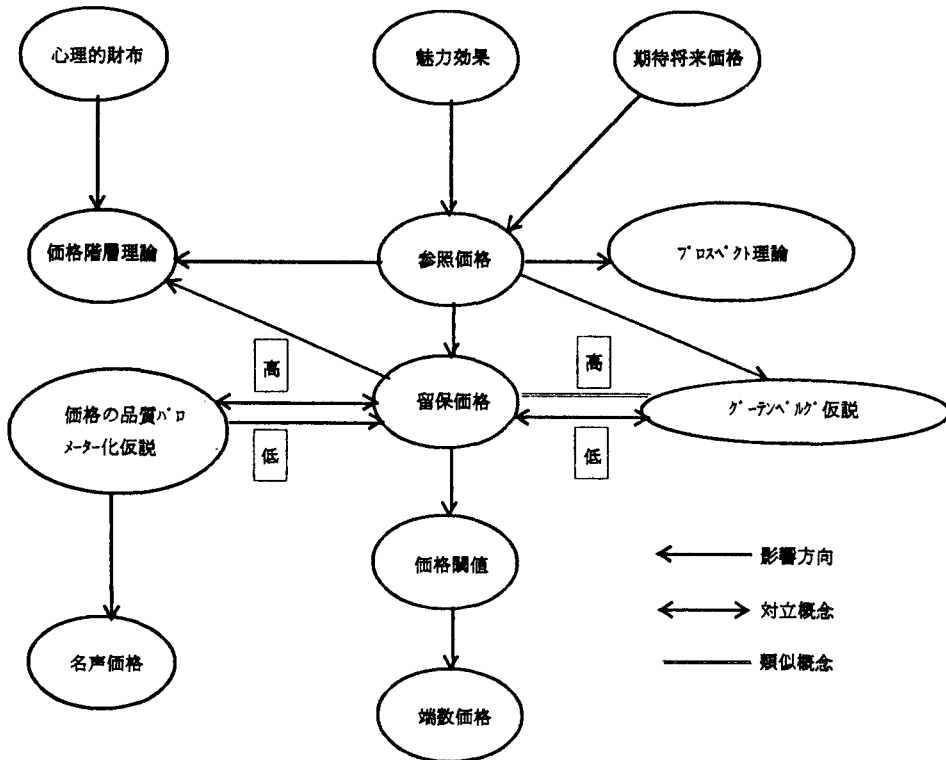 心理的財布
魅力効果
期待将来価格
価格階層理論
参照価格
プロスペクト理論
高
高
留保価格
価格の品質バロ
メーター化仮説
グーテンベルグ仮説
低
低
価格閾値
影響方向
対立概念
名声価格
類似概念
端数価格